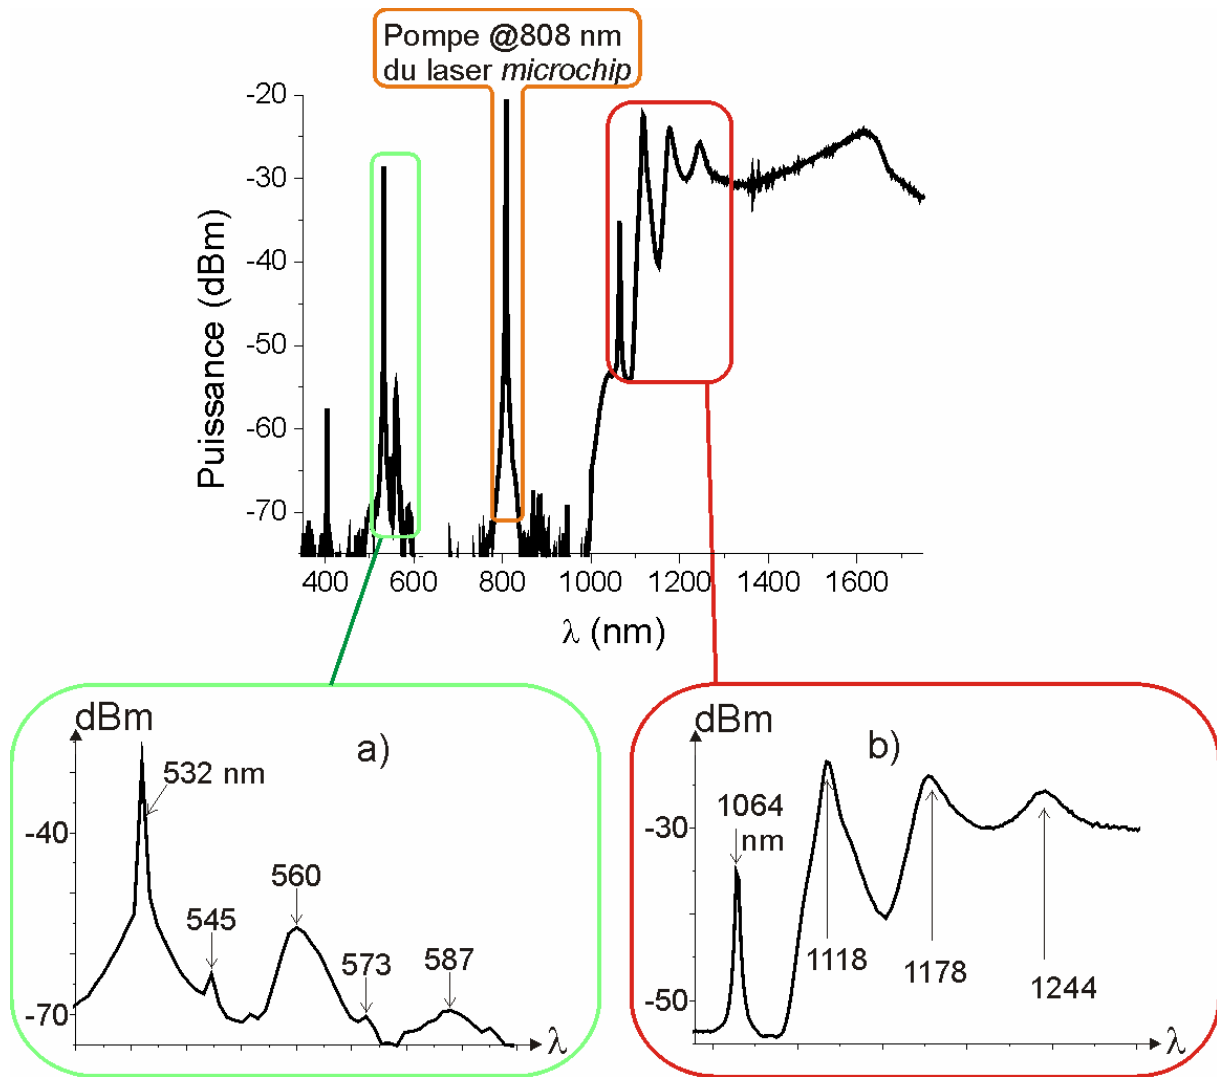 Pompe @808 nm
du laser microchip
-20
-30
-40
-50
-60
-70
Puissance (dBm)
400 600 800 1000 1200 1400 1600
λ (nm)
dBm
a)
532 nm
-40
560
545
573
587
-70
λ
dBm
b)
1064
nm
-30
1118
1178
1244
-50
λ